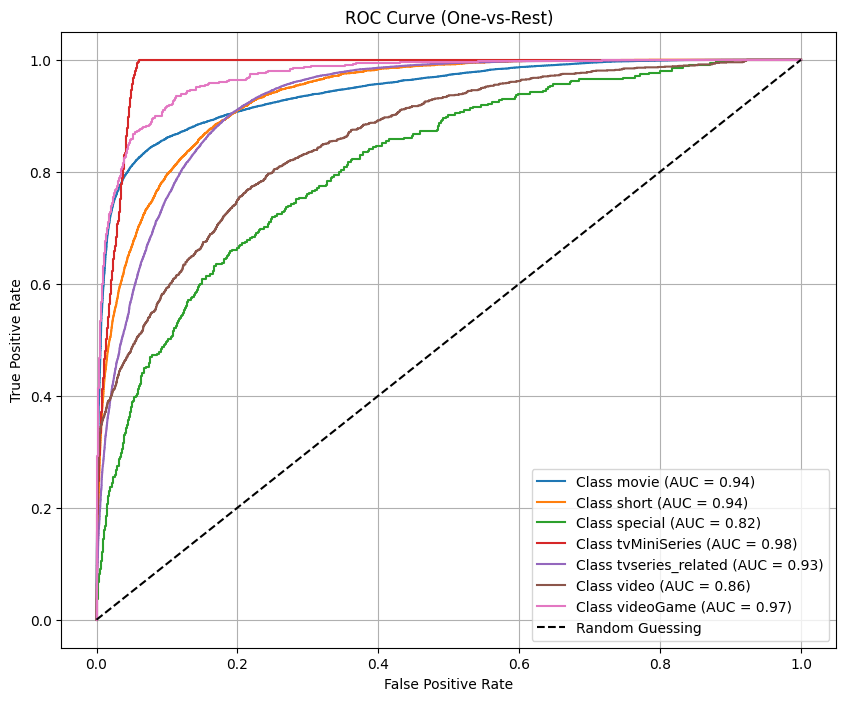 ROC Curve (One-vs-Rest)
1.0
0.8
0.6
0.4
0.2
0.0
True Positive Rate
0.0 0.2 0.4 0.6 0.8 1.0
False Positive Rate
Class movie (AUC = 0.94)
Class short (AUC = 0.94)
Class special (AUC = 0.82)
Class tvMiniSeries (AUC = 0.98)
Class tvseries_related (AUC = 0.93)
Class video (AUC = 0.86)
Class videoGame (AUC = 0.97)
Random Guessing